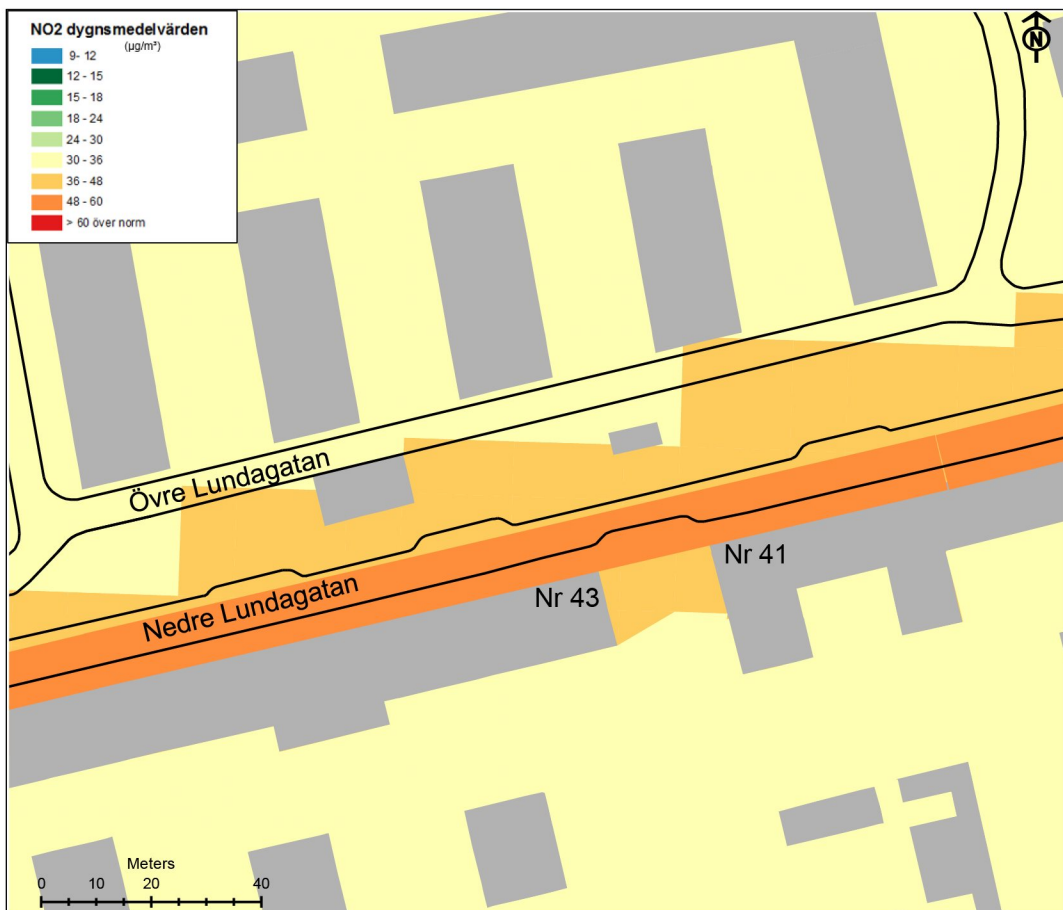 NO2 dygnsmedelvärden
(µg/m³)
9- 12
12 - 15
15 - 18
18 - 24
24 - 30
30 - 36
36 - 48
48 - 60
> 60 över norm
N
Övre Lundagatan
Nedre Lundagatan
Nr 41
Nr 43
Meters
0 10 20 40